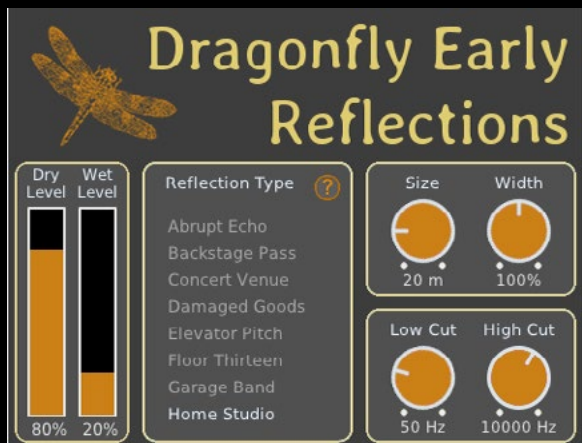 Dragonfly Early
Reflections
Dry
Level
Wet
Level
80%
20%
Reflection Type
?
Abrupt Echo
Backstage Pass
Concert Venue
Damaged Goods
Elevator Pitch
Floor Thirteen
Garage Band
Home Studio
Size
Width
20 m
100%
Low Cut
High Cut
50 Hz
10000 Hz